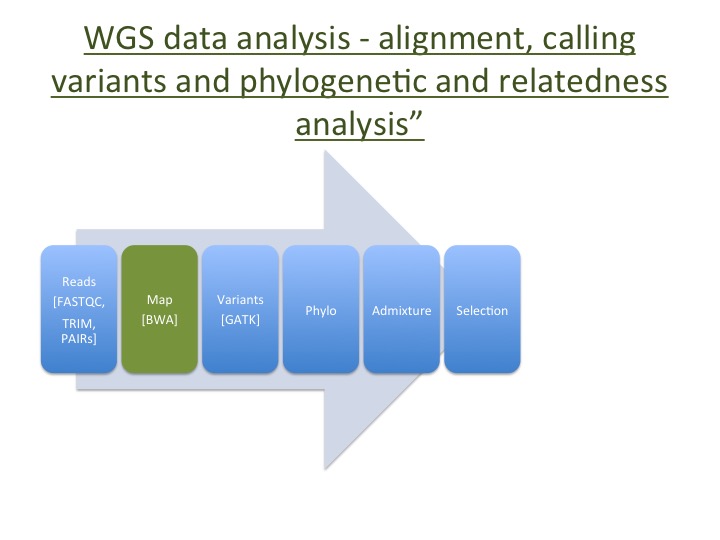 WGS data analysis - alignment, calling
variants and phylogenetic and relatedness
analysis”
Reads
[FASTQC,
TRIM,
PAIRs]
Map
[BWA]
Variants
[GATK]
Phylo
Admixture
Selection